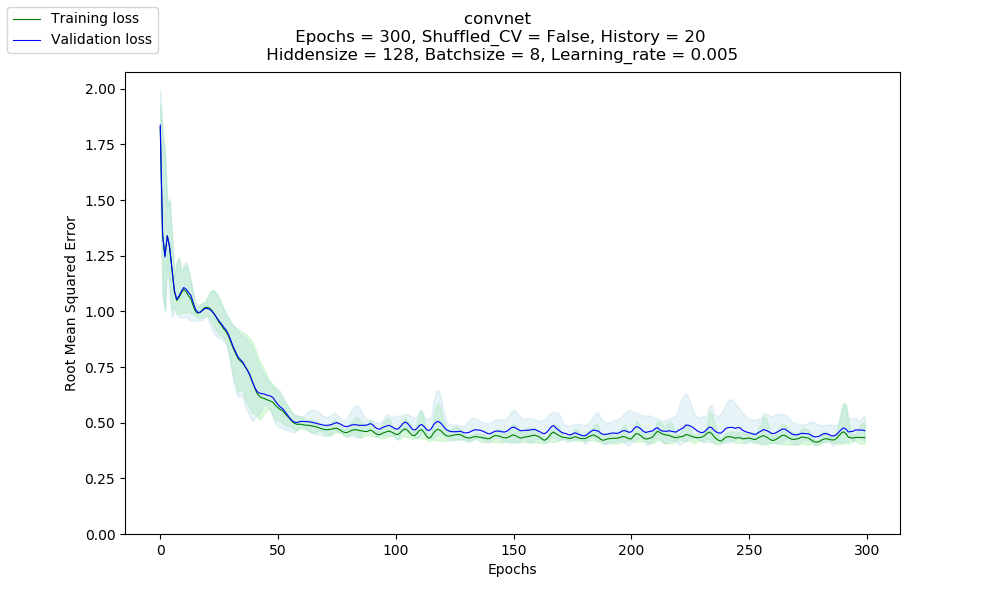 Training loss
Validation loss
convnet
Epochs = 300, Shuffled_CV = False, History = 20
Hiddensize = 128, Batchsize = 8, Learning_rate = 0.005
Root Mean Squared Error
2.00
1.75
1.50
1.25
1.00
0.75
0.50
0.25
0.00
0 50 100 150 200 250 300
Epochs